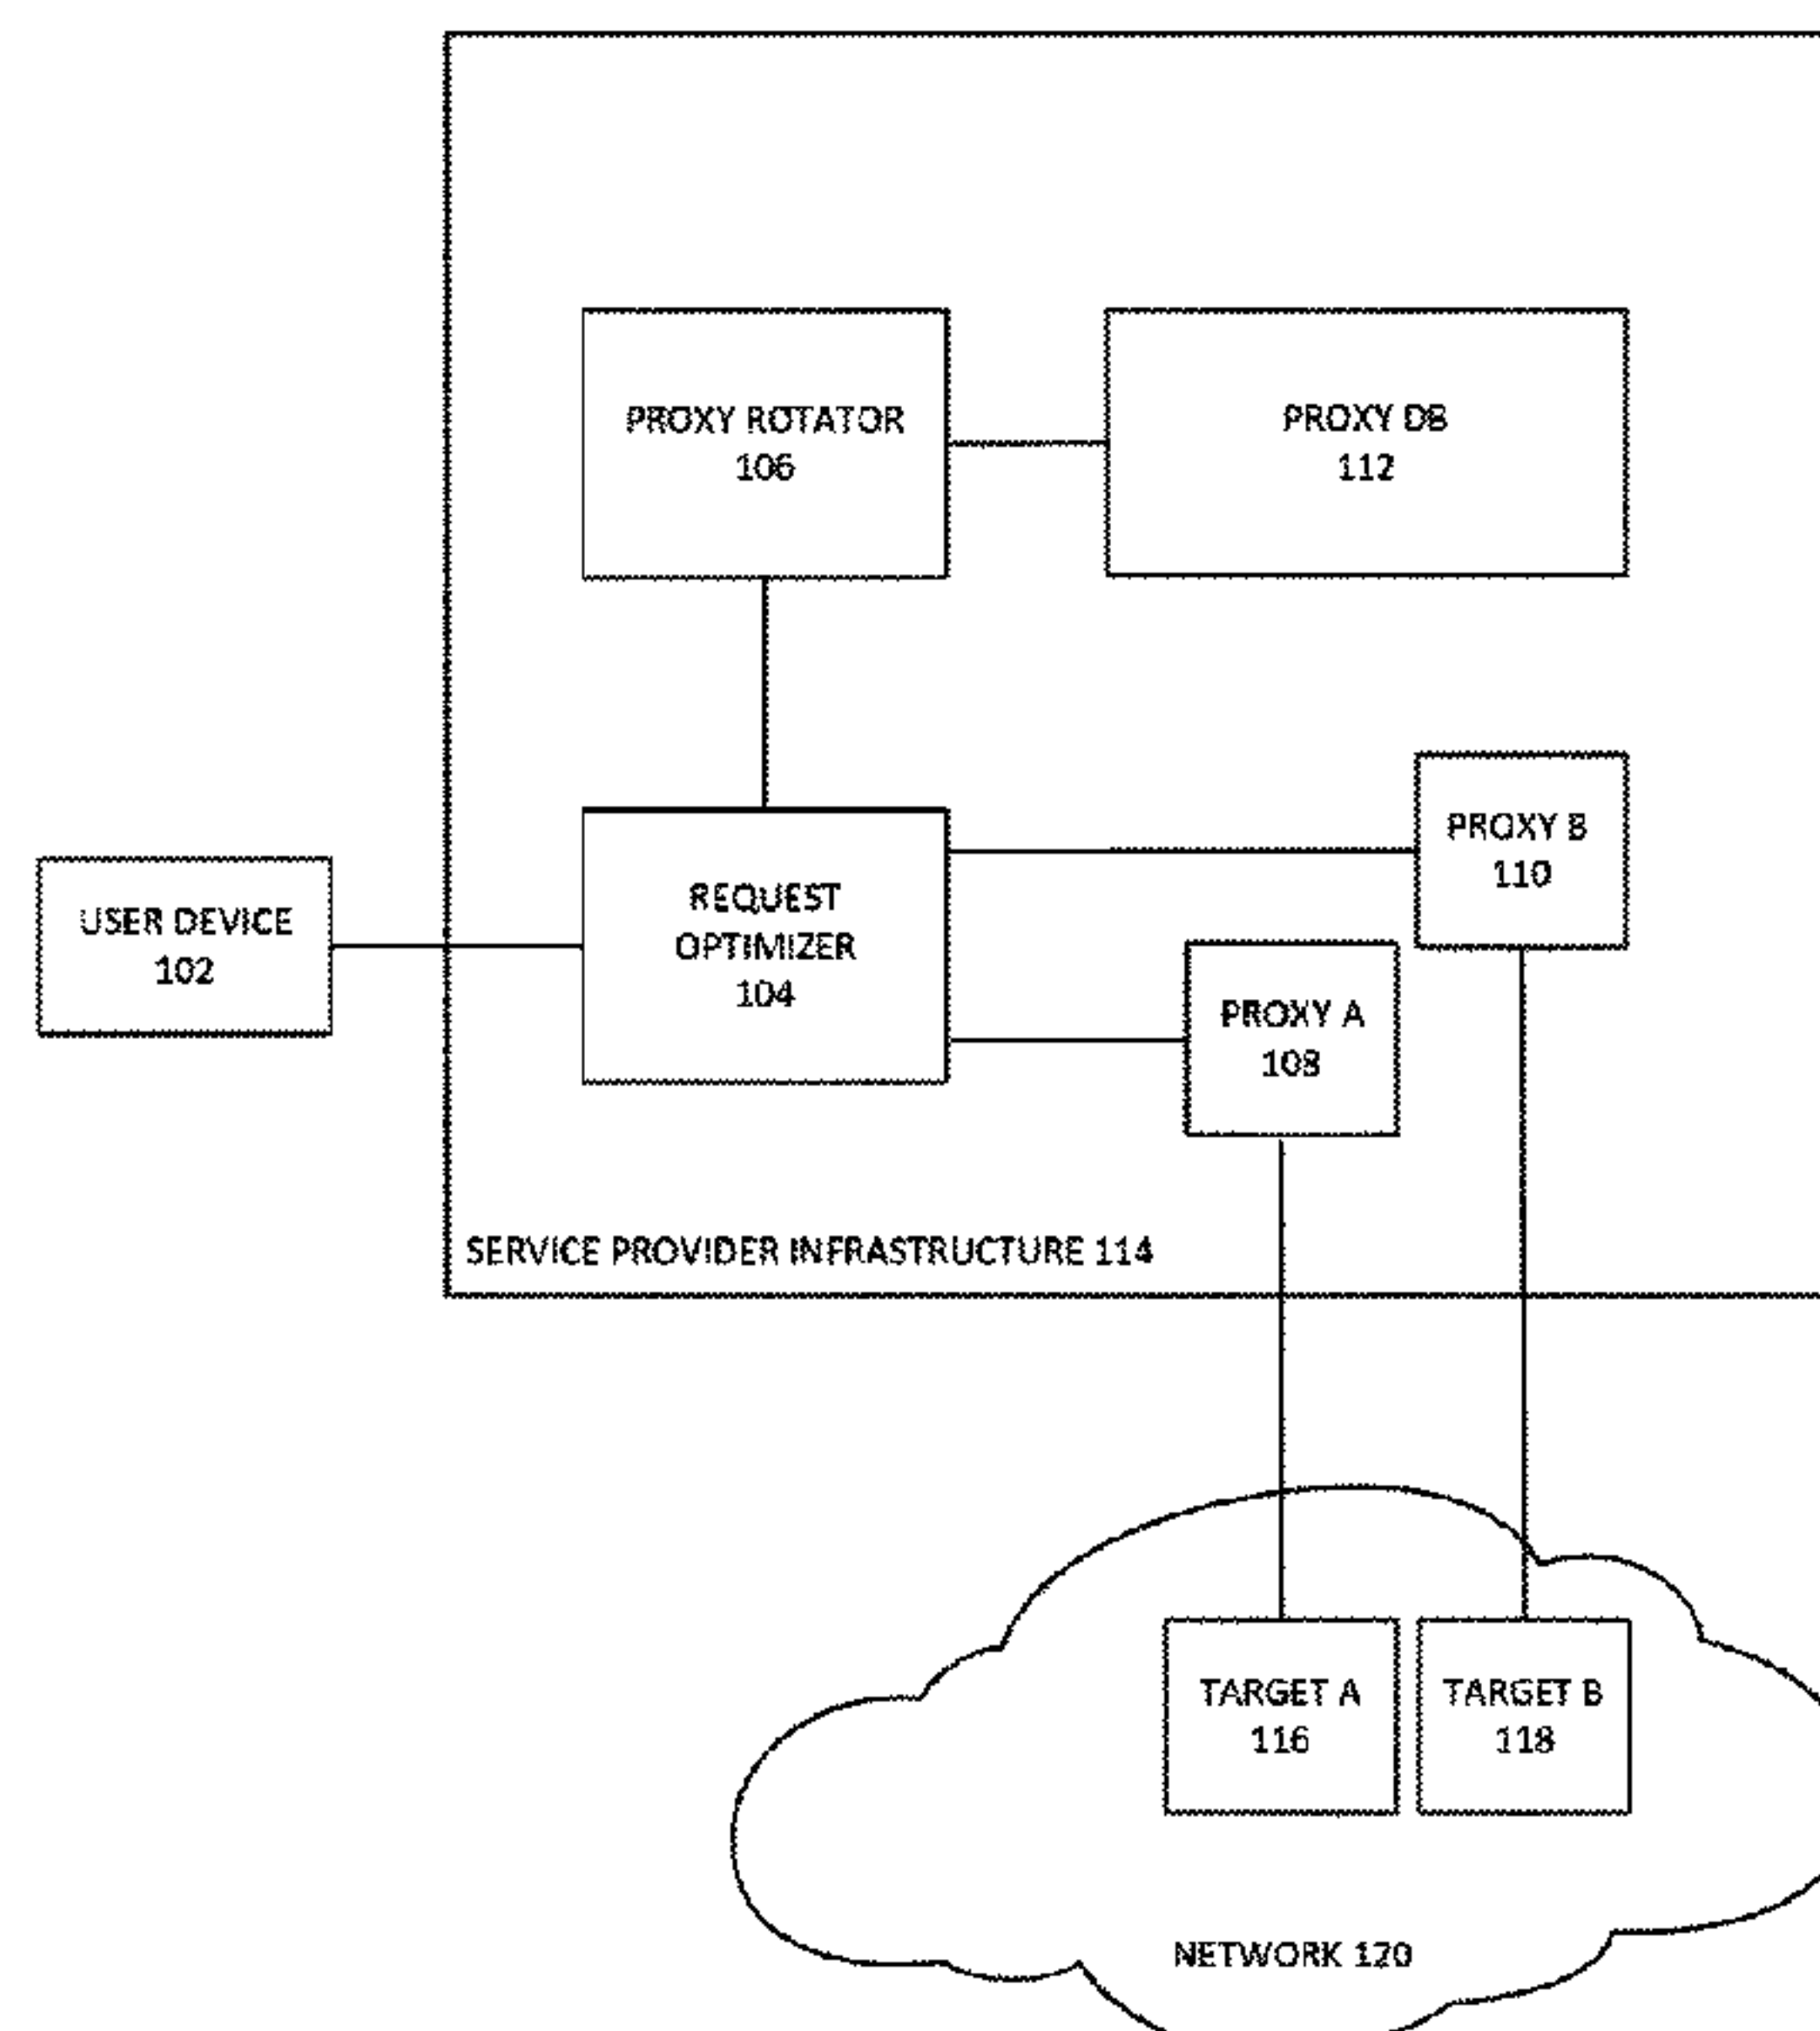 PROXY ROTATOR
106
PROXY DB
112
PROXY B
110
REQUEST
OPTIMIZER
104
USER DEVICE
102
PROXY A
108
SERVICE PROVIDER INFRASTRUCTURE 114
TARGET A
116
TARGET B
118
NETWORK 120